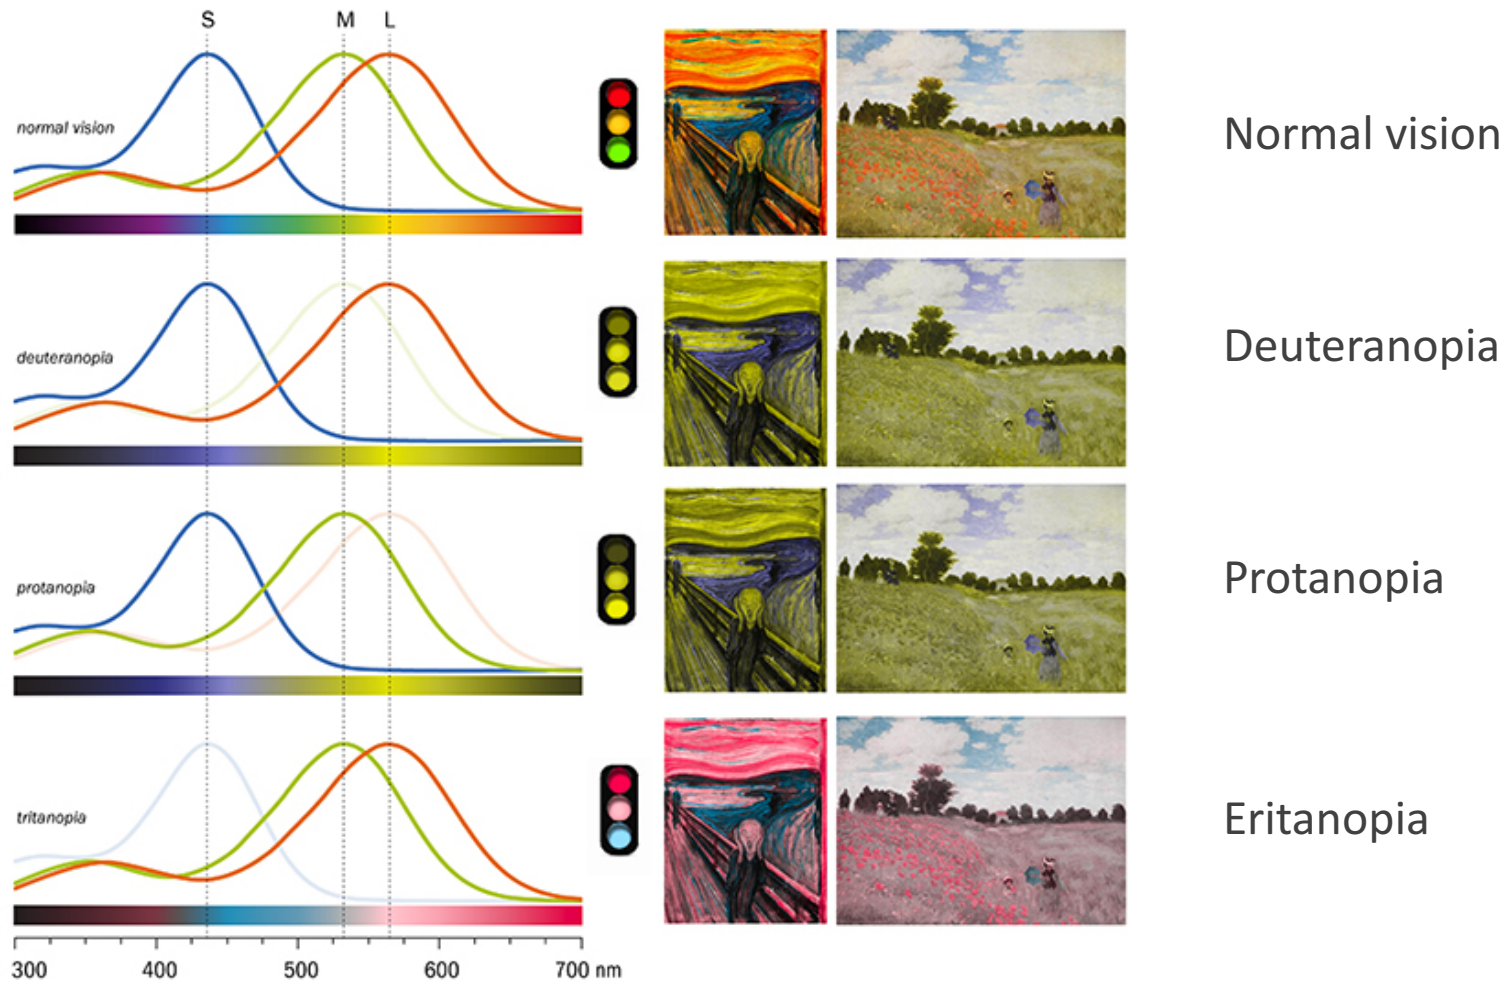 S M L
normal vision
Normal vision
deuteranopia
Deuteranopia
protanopia
Protanopia
tritanopia
Eritanopia
300 400 500 600 700 nm